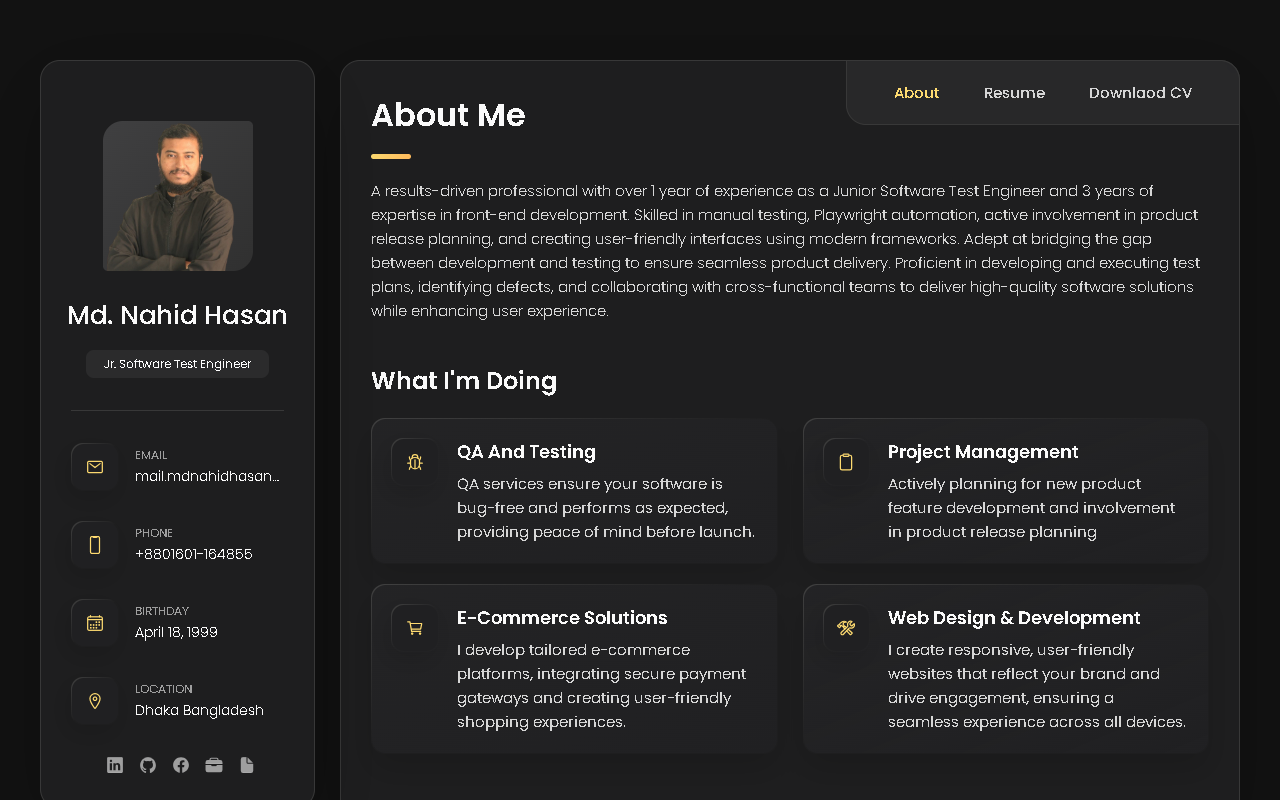 Md. Nahid Hasan
Jr. Software Test Engineer
EMAIL
mail.mdnahidhasan...
PHONE
+8801601-164855
BIRTHDAY
April 18, 1999
LOCATION
Dhaka Bangladesh
About
Resume
Downlaod CV
About Me
A results-driven professional with over 1 year of experience as a Junior Software Test Engineer and 3 years of
expertise in front-end development. Skilled in manual testing, Playwright automation, active involvement in product
release planning, and creating user-friendly interfaces using modern frameworks. Adept at bridging the gap
between development and testing to ensure seamless product delivery. Proficient in developing and executing test
plans, identifying defects, and collaborating with cross-functional teams to deliver high-quality software solutions
while enhancing user experience.
What I'm Doing
QA And Testing
QA services ensure your software is
bug-free and performs as expected,
providing peace of mind before launch.
Project Management
Actively planning for new product
feature development and involvement
in product release planning
E-Commerce Solutions
I develop tailored e-commerce
platforms, integrating secure payment
gateways and creating user-friendly
shopping experiences.
Web Design & Development
I create responsive, user-friendly
websites that reflect your brand and
drive engagement, ensuring a
seamless experience across all devices.